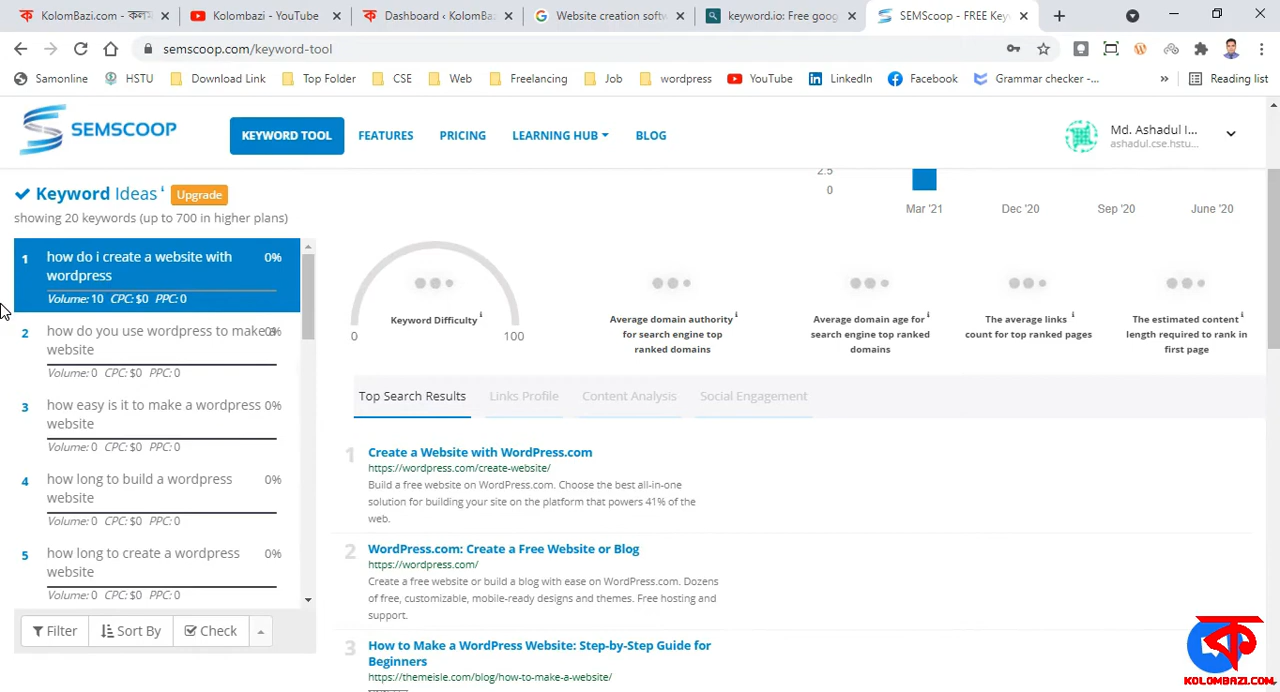 KolomBazi.com - কলম
Kolombazi - YouTube
Dashboard ‹ KolomBaz
Website creation softw
keyword.io: Free goog
SEMScoop - FREE Key
semscoop.com/keyword-tool
Samonline
HSTU
Download Link
Top Folder
CSE
Web
Freelancing
Job
wordpress
YouTube
LinkedIn
Facebook
Grammar checker -...
»
Reading list
SEMSCOOP
KEYWORD TOOL
FEATURES
PRICING
LEARNING HUB
BLOG
Md. Ashadul I...
ashadul.cse.hstu...
Keyword Ideas i
Upgrade
showing 20 keywords (up to 700 in higher plans)
1 how do i create a website with 0%
wordpress
Volume: 10 CPC: $0 PPC: 0
2 how do you use wordpress to make a 0%
website
Volume: 0 CPC: $0 PPC: 0
3 how easy is it to make a wordpress 0%
website
Volume: 0 CPC: $0 PPC: 0
4 how long to build a wordpress 0%
website
Volume: 0 CPC: $0 PPC: 0
5 how long to create a wordpress 0%
website
Volume: 0 CPC: $0 PPC: 0
Filter
Sort By
Check
2.5
0
Mar '21
Dec '20
Sep '20
June '20
Keyword Difficulty i
0
100
Average domain authority i
for search engine top
ranked domains
Average domain age for i
search engine top ranked
domains
The average links i
count for top ranked pages
The estimated content i
length required to rank in
first page
Top Search Results
Links Profile
Content Analysis
Social Engagement
1 Create a Website with WordPress.com
https://wordpress.com/create-website/
Build a free website on WordPress.com. Choose the best all-in-one
solution for building your site on the platform that powers 41% of the
web.
2 WordPress.com: Create a Free Website or Blog
https://wordpress.com/
Create a free website or build a blog with ease on WordPress.com. Dozens
of free, customizable, mobile-ready designs and themes. Free hosting and
support.
3 How to Make a WordPress Website: Step-by-Step Guide for
Beginners
https://themeisle.com/blog/how-to-make-a-website/
ক
KOLOMBAZI.COM